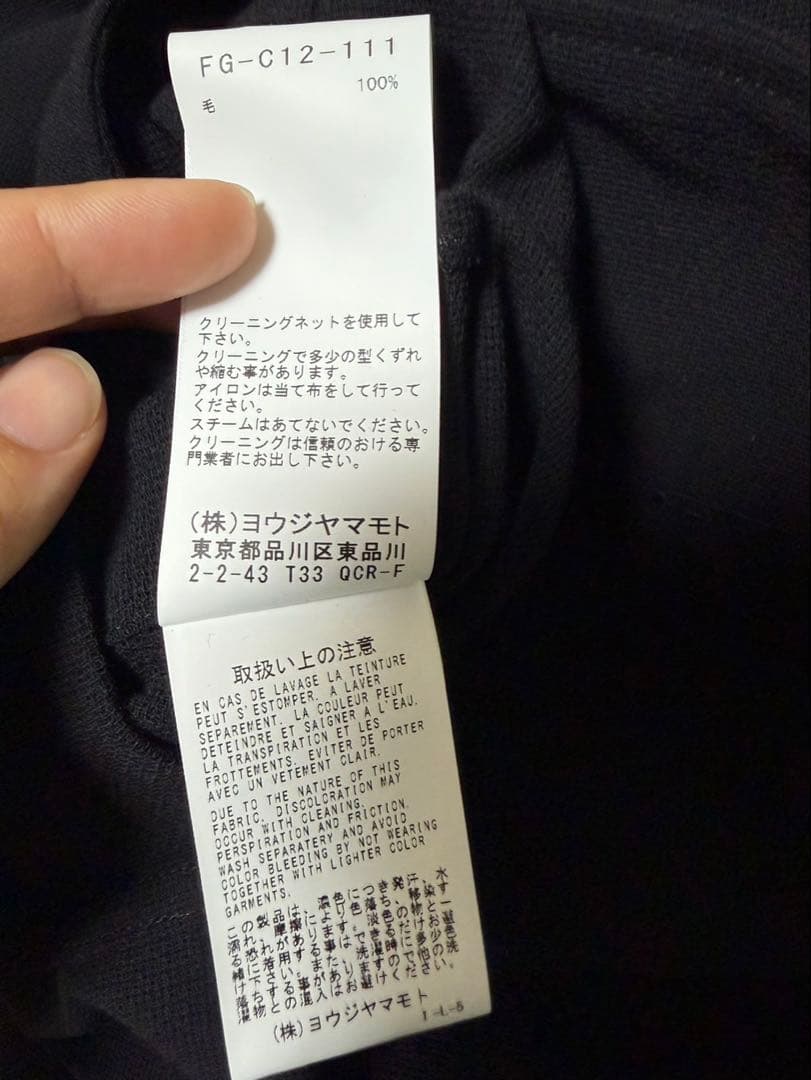 FG-C12-111
毛 100%
クリーニングネットを使用して
下さい。
クリーニングで多少の型くずれ
や縮む事があります。
アイロンは当て布をして行って
ください。
スチームはあてないでください。
クリーニングは信頼のおける専
門業者にお出し下さい。
(株)ヨウジヤマモト
東京都品川区東品川
2-2-43 T33 QCR-F
取扱い上の注意
EN CAS DE LAVAGE LA TEINTURE
PEUT S'ESTOMPER. A LAVER
SEPAREMENT. LA COULEUR PEUT
DETEINDRE ET SAIGNER A L'EAU.
LA TRANSPIRATION ET LES
FROTTEMENTS. EVITER DE PORTER
AVEC UN VETEMENT CLAIR.
DUE TO THE NATURE OF THIS
FABRIC, DISCOLORATION MAY
OCCUR WITH CLEANING,
PERSPIRATION AND FRICTION.
WASH SEPARATERY AND AVOID
COLOR BLEEDING BY NOT WEARING
TOGETHER WITH LIGHTER COLOR
GARMENTS.
(株)ヨウジヤマモト